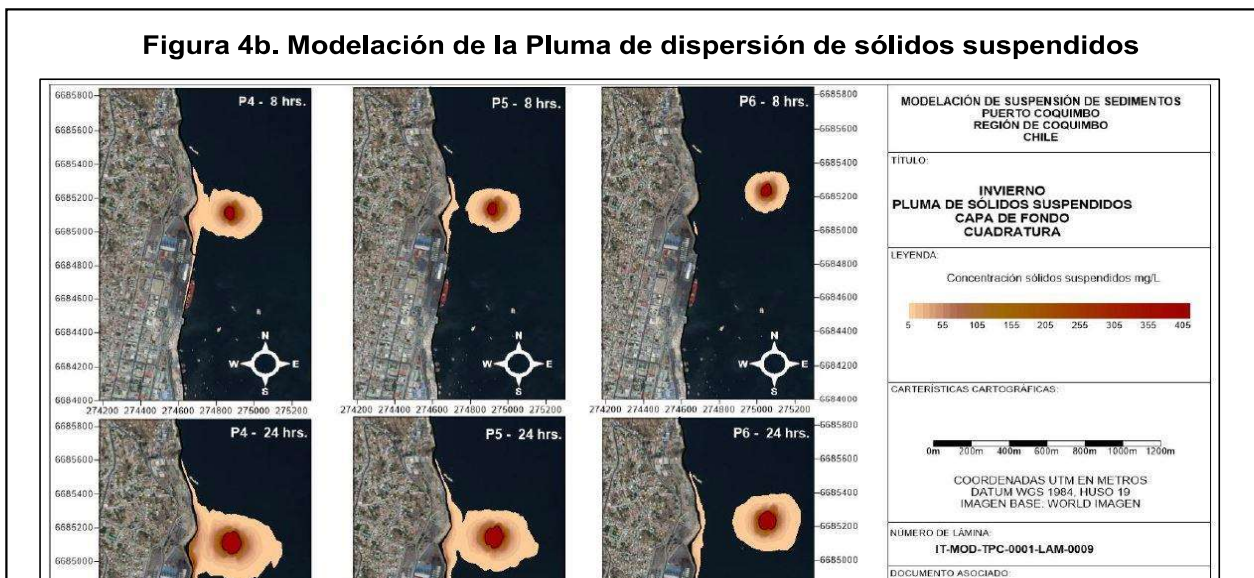 Figura 4b. Modelación de la Pluma de dispersión de sólidos suspendidos
6685800 P4 - 8 hrs. P5 - 8 hrs. P6 - 8 hrs. 6685800
6685600 6685600
6685400 6685400
6685200 6685200
6685000 6685000
6684800 6684800
6684600 6684600
6684400 6684400
N N N
W E W E W E
S S S
6684200 6684200
6684000 6684000
274200 274400 274600 274800 275000 275200 274200 274400 274600 274800 275000 275200 274200 274400 274600 274800 275000 275200
6685800 P4 - 24 hrs. P5 - 24 hrs. P6 - 24 hrs. 6685800
6685600 6685600
6685400 6685400
6685200 6685200
6685000 6685000
MODELACIÓN DE SUSPENSIÓN DE SEDIMENTOS
PUERTO COQUIMBO
REGIÓN DE COQUIMBO
CHILE
TÍTULO:
INVIERNO
PLUMA DE SÓLIDOS SUSPENDIDOS
CAPA DE FONDO
CUADRATURA
LEYENDA:
Concentración sólidos suspendidos mg/L
5 55 105 155 205 255 305 355 405
CARTERÍSTICAS CARTOGRÁFICAS:
0m 200m 400m 600m 800m 1000m 1200m
COORDENADAS UTM EN METROS
DATUM WGS 1984, HUSO 19
IMAGEN BASE: WORLD IMAGEN
NÚMERO DE LÁMINA:
IT-MOD-TPC-0001-LAM-0009
DOCUMENTO ASOCIADO: